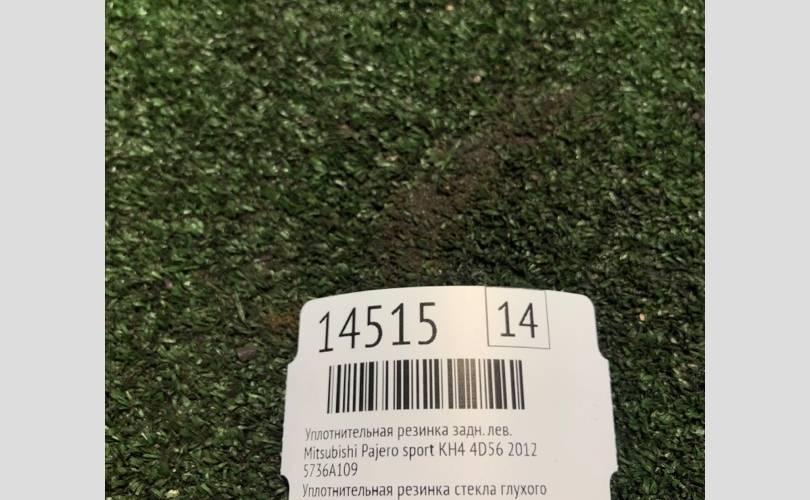 14515 14
Уплотнительная резинка задн. лев.
Mitsubishi Pajero sport KH4 4D56 2012
5736A109
Уплотнительная резинка стекла глухого